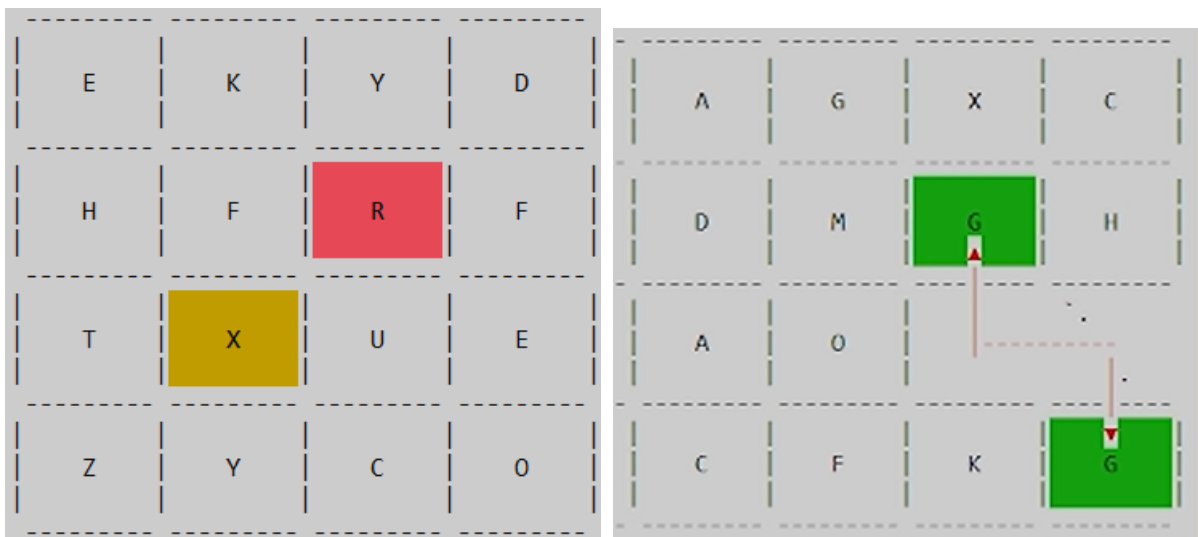 E K Y D
H F R F
T X U E
Z Y C O
A G X C
D M G H
A O
C F K G